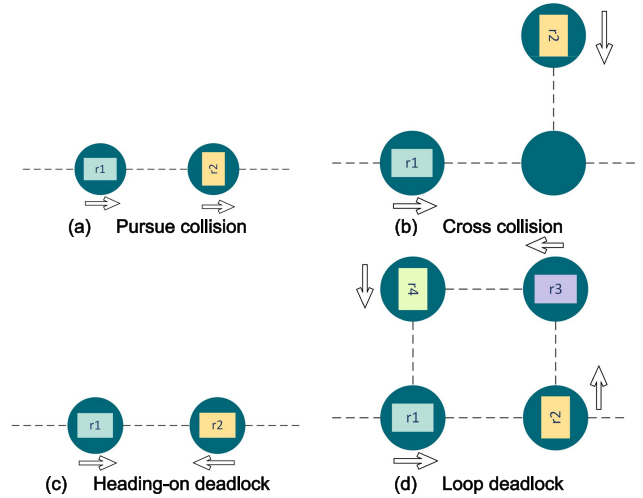 r2
r1
r2
r1
(a) Pursue collision
(b) Cross collision
r4
r3
r1
r2
r1
r2
(c) Heading-on deadlock
(d) Loop deadlock